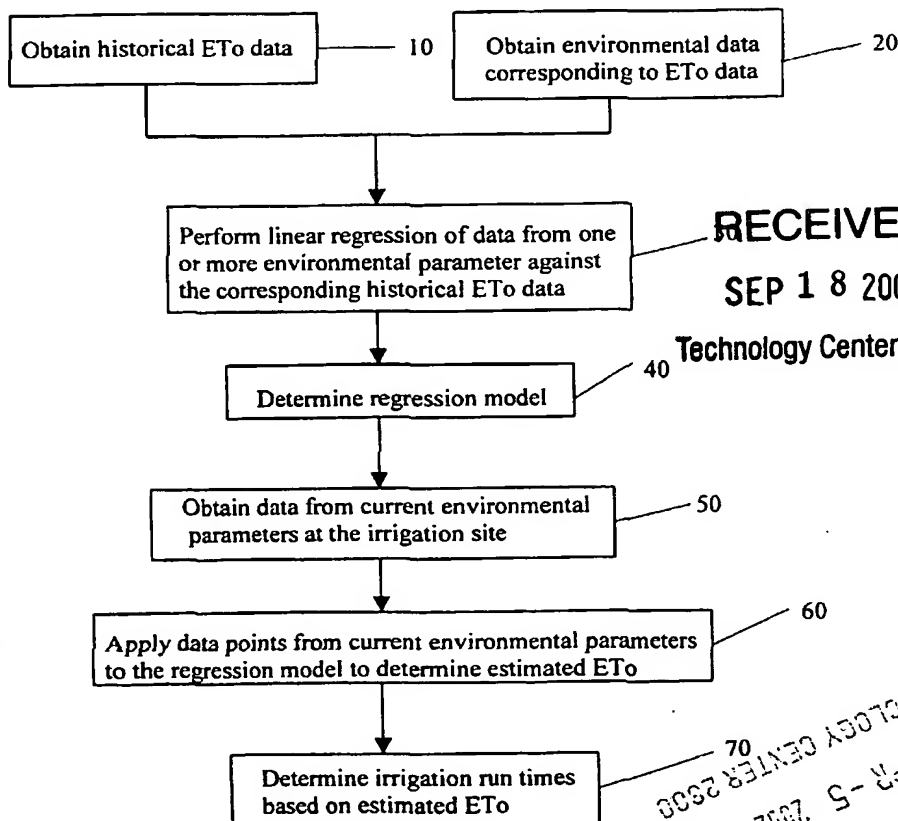 Obtain historical ETo data
10
Obtain environmental data
corresponding to ETo data
20
Perform linear regression of data from one
or more environmental parameter against
the corresponding historical ETo data
RECEIVE
SEP 18 200
Technology Center
40
Determine regression model
Obtain data from current environmental
parameters at the irrigation site
50
Apply data points from current environmental parameters
to the regression model to determine estimated ETo
60
Determine irrigation run times
based on estimated ETo
70
CENTER